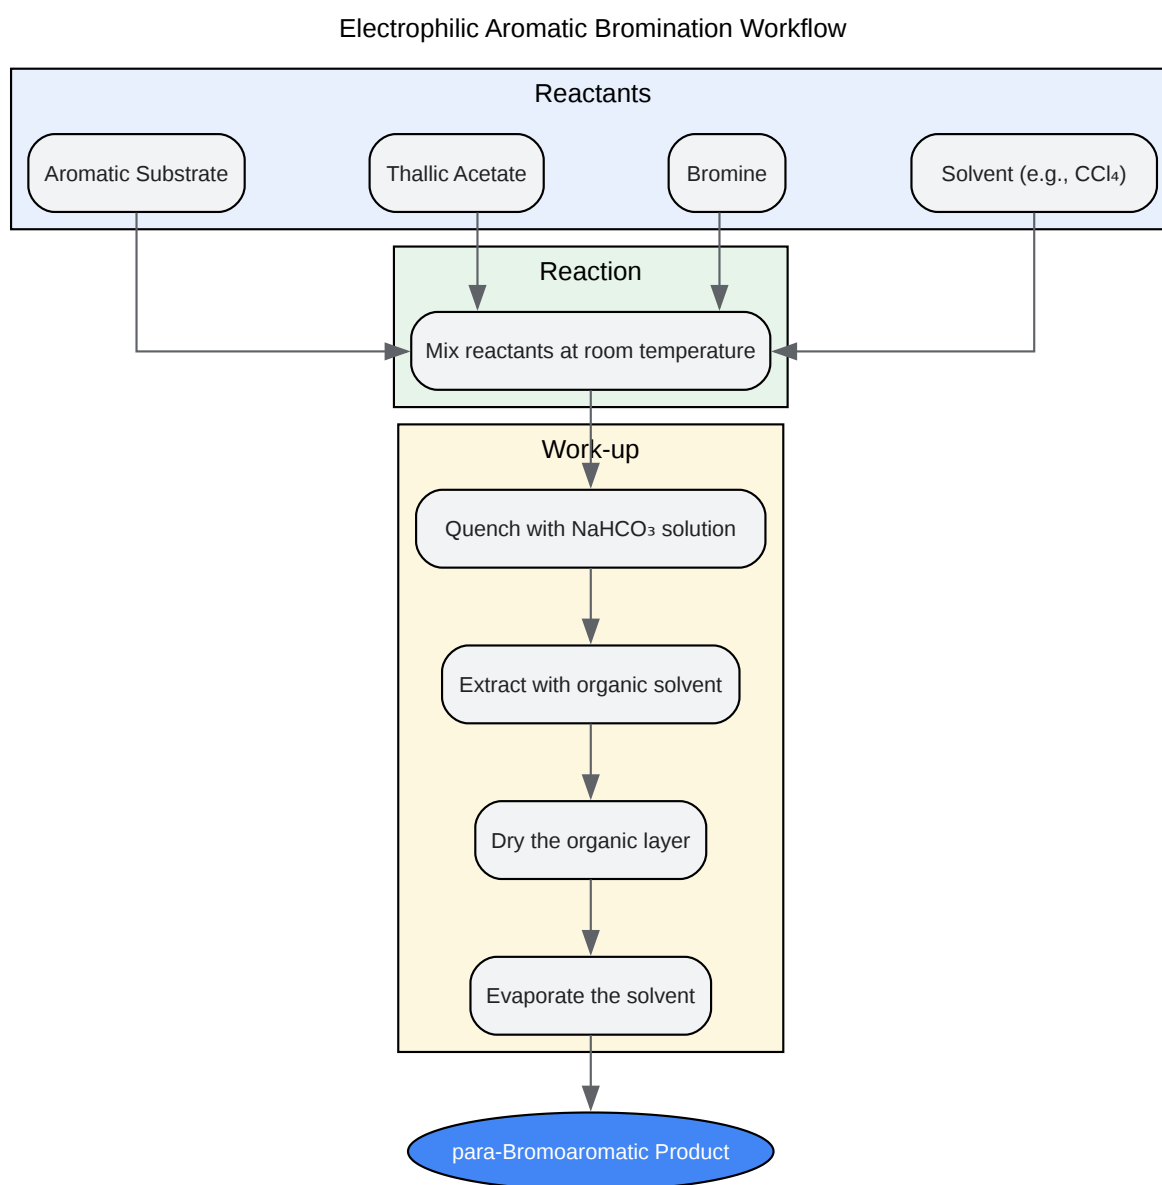 Electrophilic Aromatic Bromination Workflow
Reactants
Aromatic Substrate
Thallic Acetate
Bromine
Solvent (e.g., CCl₄)
Reaction
Mix reactants at room temperature
Work-up
Quench with NaHCO₃ solution
Extract with organic solvent
Dry the organic layer
Evaporate the solvent
para-Bromoaromatic Product